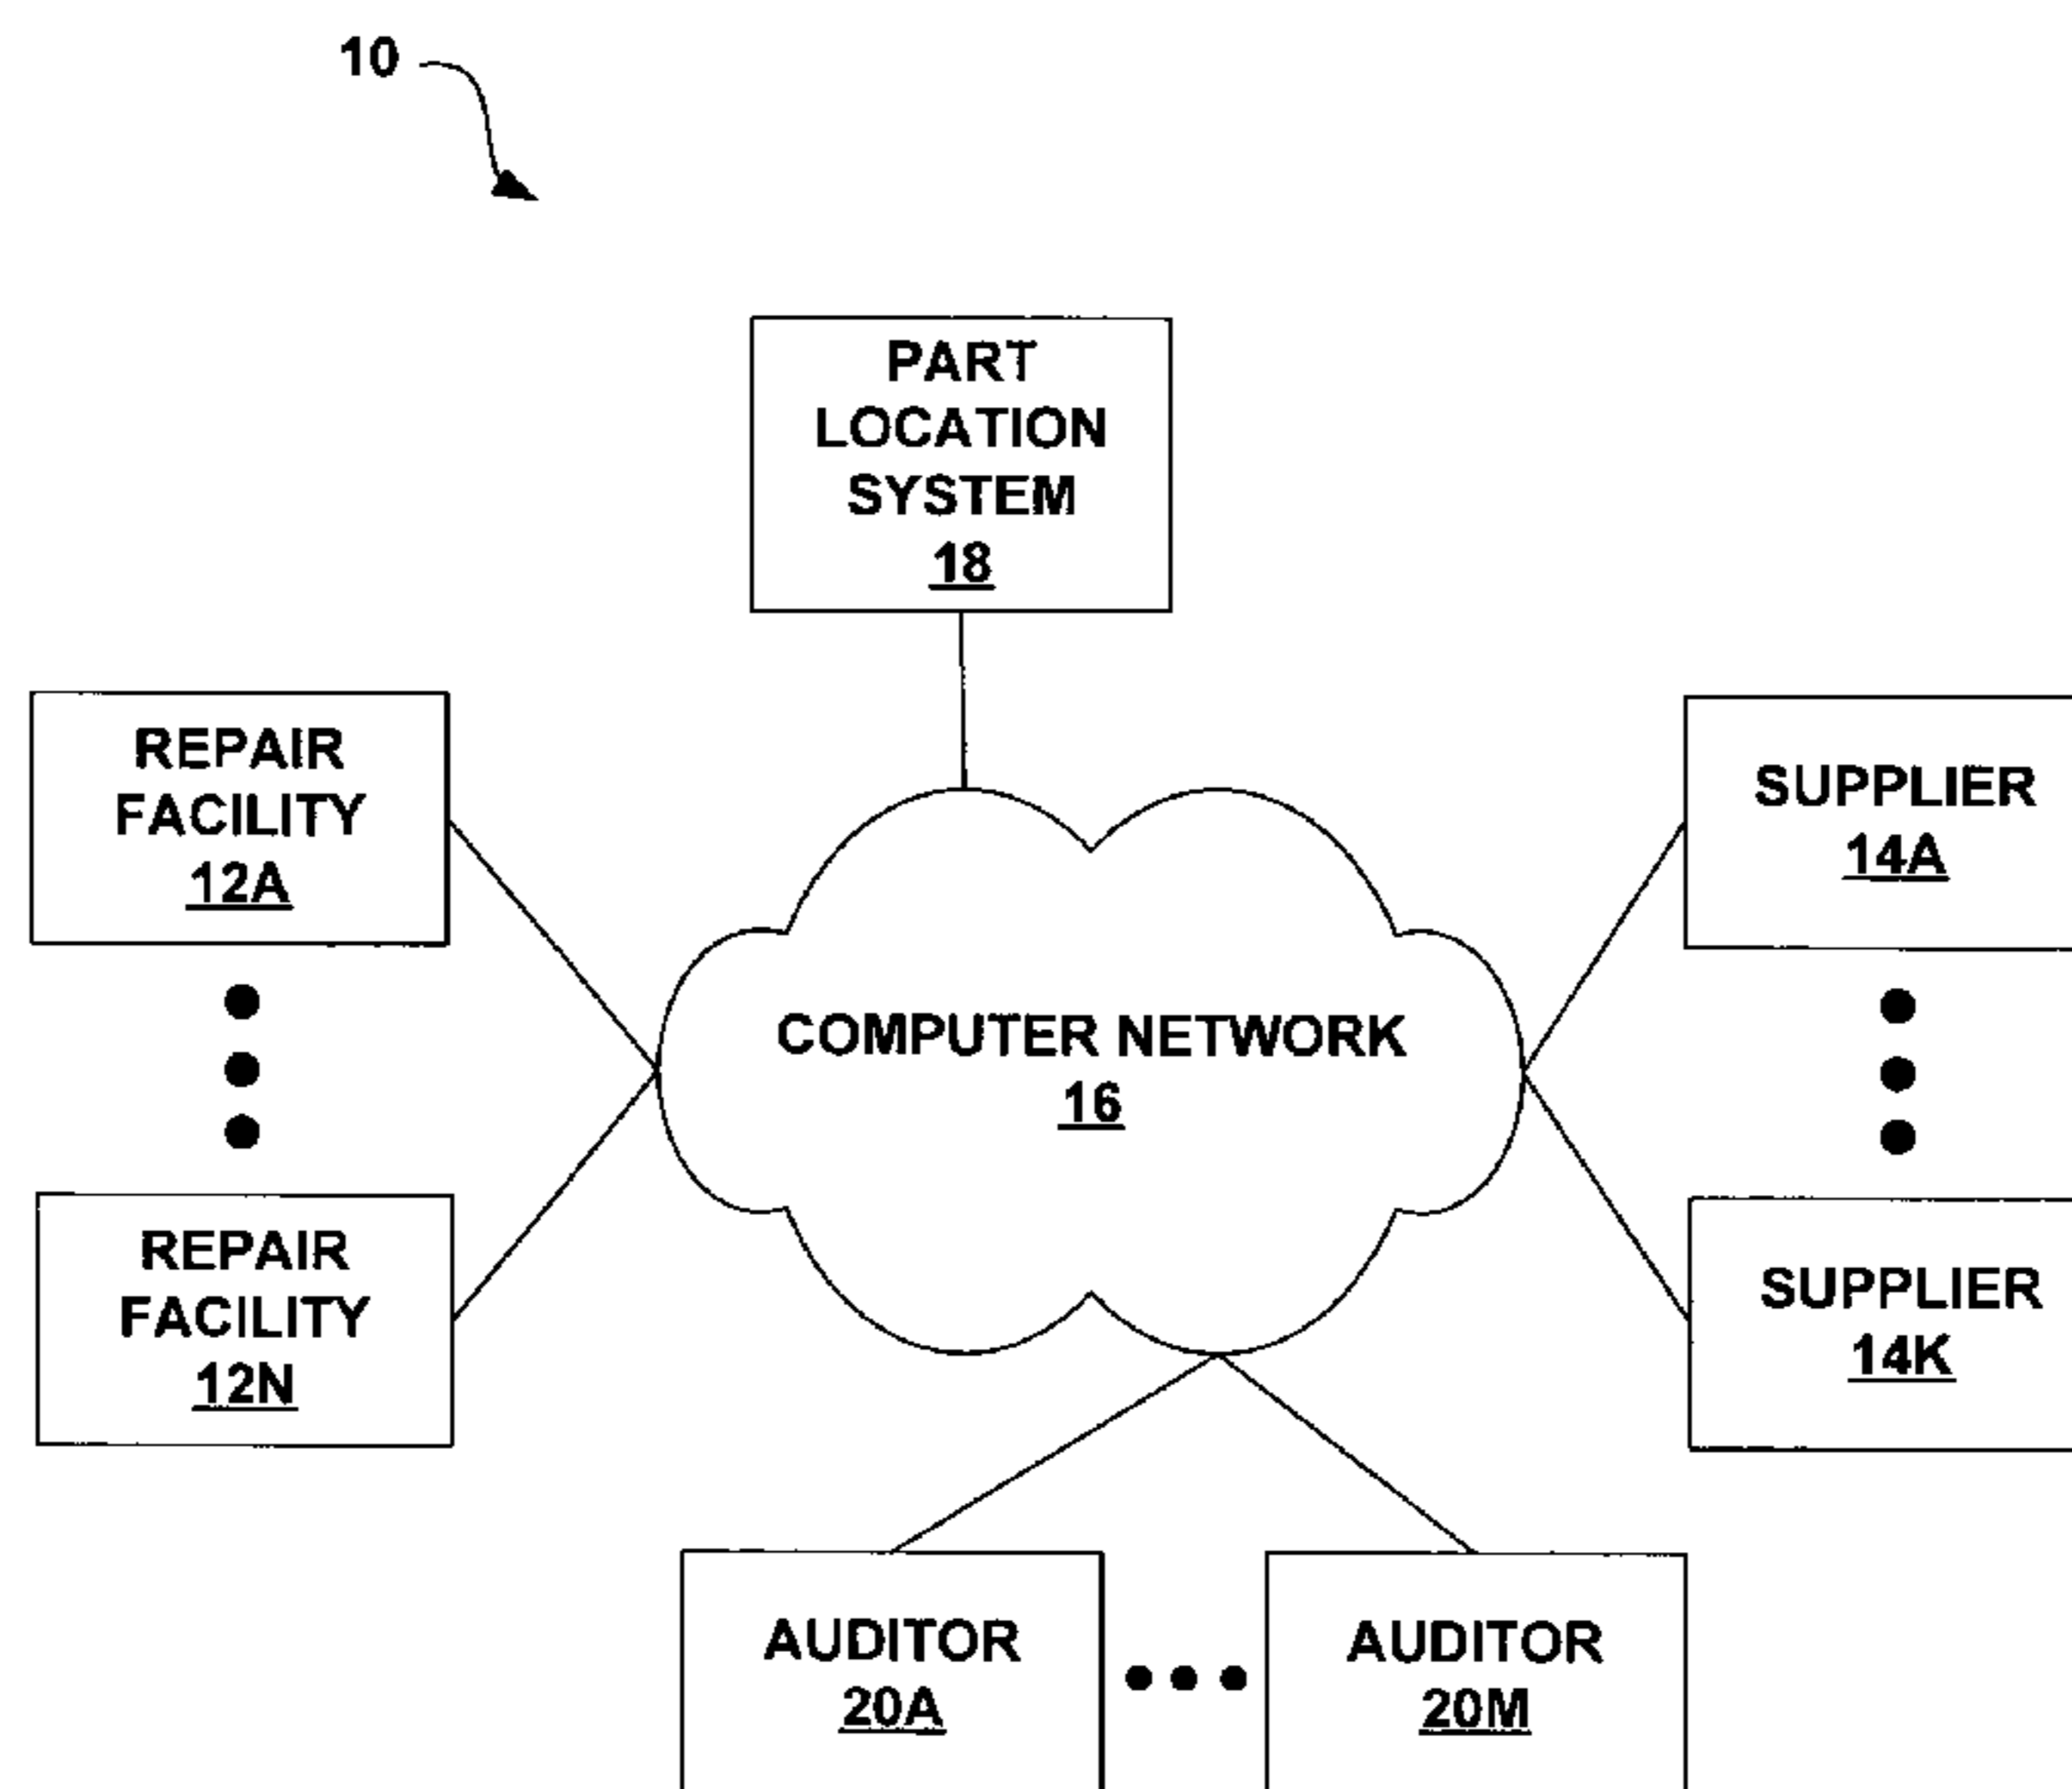 10
PART
LOCATION
SYSTEM
18
REPAIR
FACILITY
12A
SUPPLIER
14A
COMPUTER NETWORK
16
REPAIR
FACILITY
12N
SUPPLIER
14K
AUDITOR
20A
AUDITOR
20M